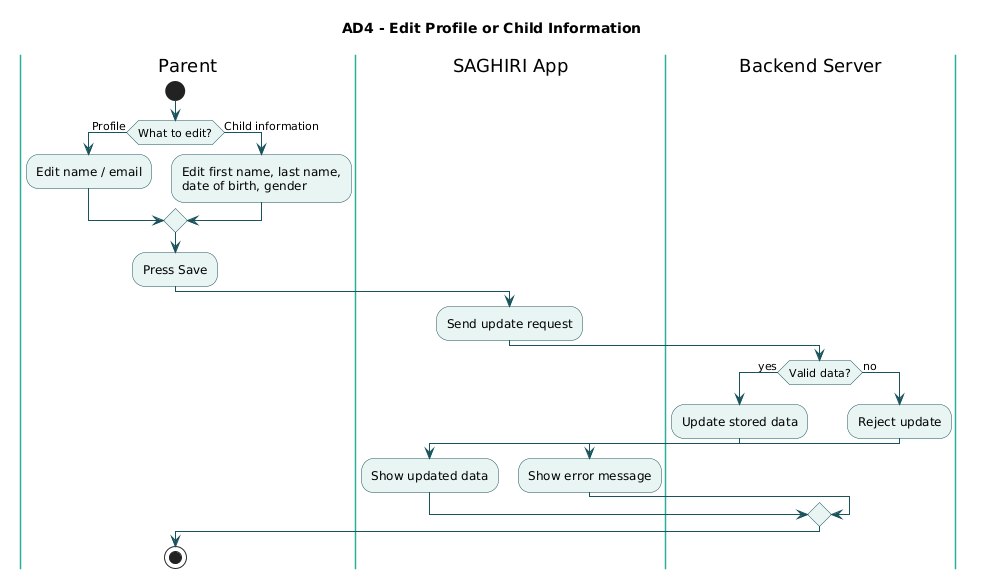 AD4 - Edit Profile or Child Information
Parent
SAGHIRI App
Backend Server
What to edit?
Profile
Child information
Edit name / email
Edit first name, last name,
date of birth, gender
Press Save
Send update request
Valid data?
yes
no
Update stored data
Reject update
Show updated data
Show error message